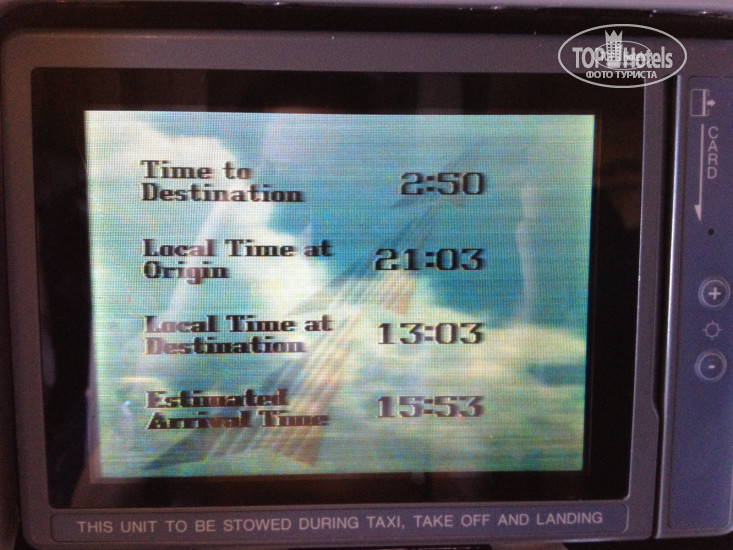 TOP Hotels
ФОТО ТУРИСТА
CARD
Time to
Destination
2:50
Local Time at
Origin
21:03
Local Time at
Destination
13:03
Estimated
Arrival Time
15:53
+
-
THIS UNIT TO BE STOWED DURING TAXI, TAKE OFF AND LANDING